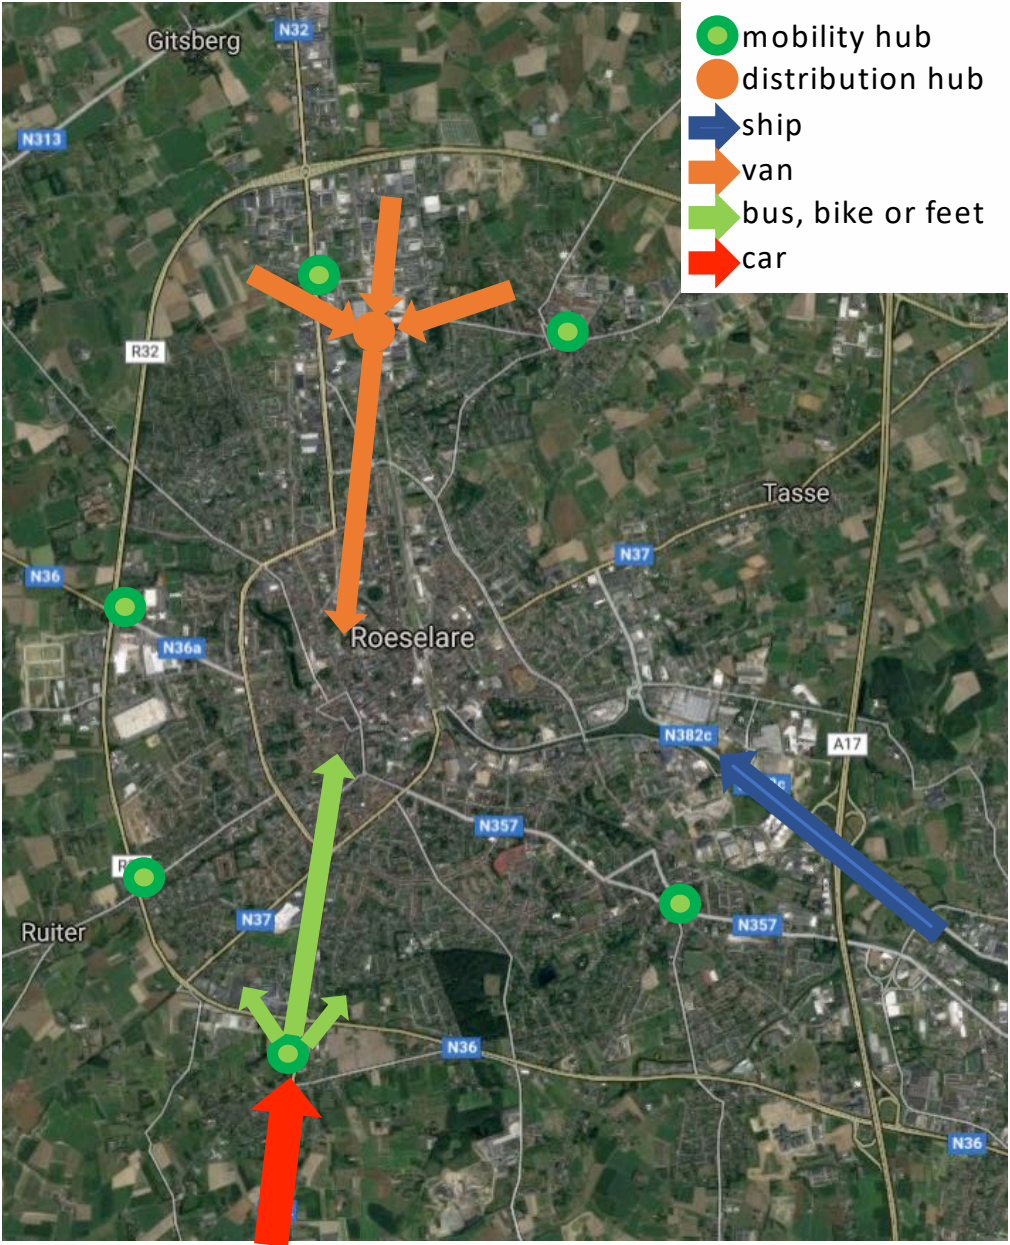 Gitsberg
N32
mobility hub
distribution hub
ship
van
bus, bike or feet
car
N313
R32
Tasse
N37
N36
N36a
Roeselare
N382c
A17
N357
N37
N357
Ruiter
N36
N36